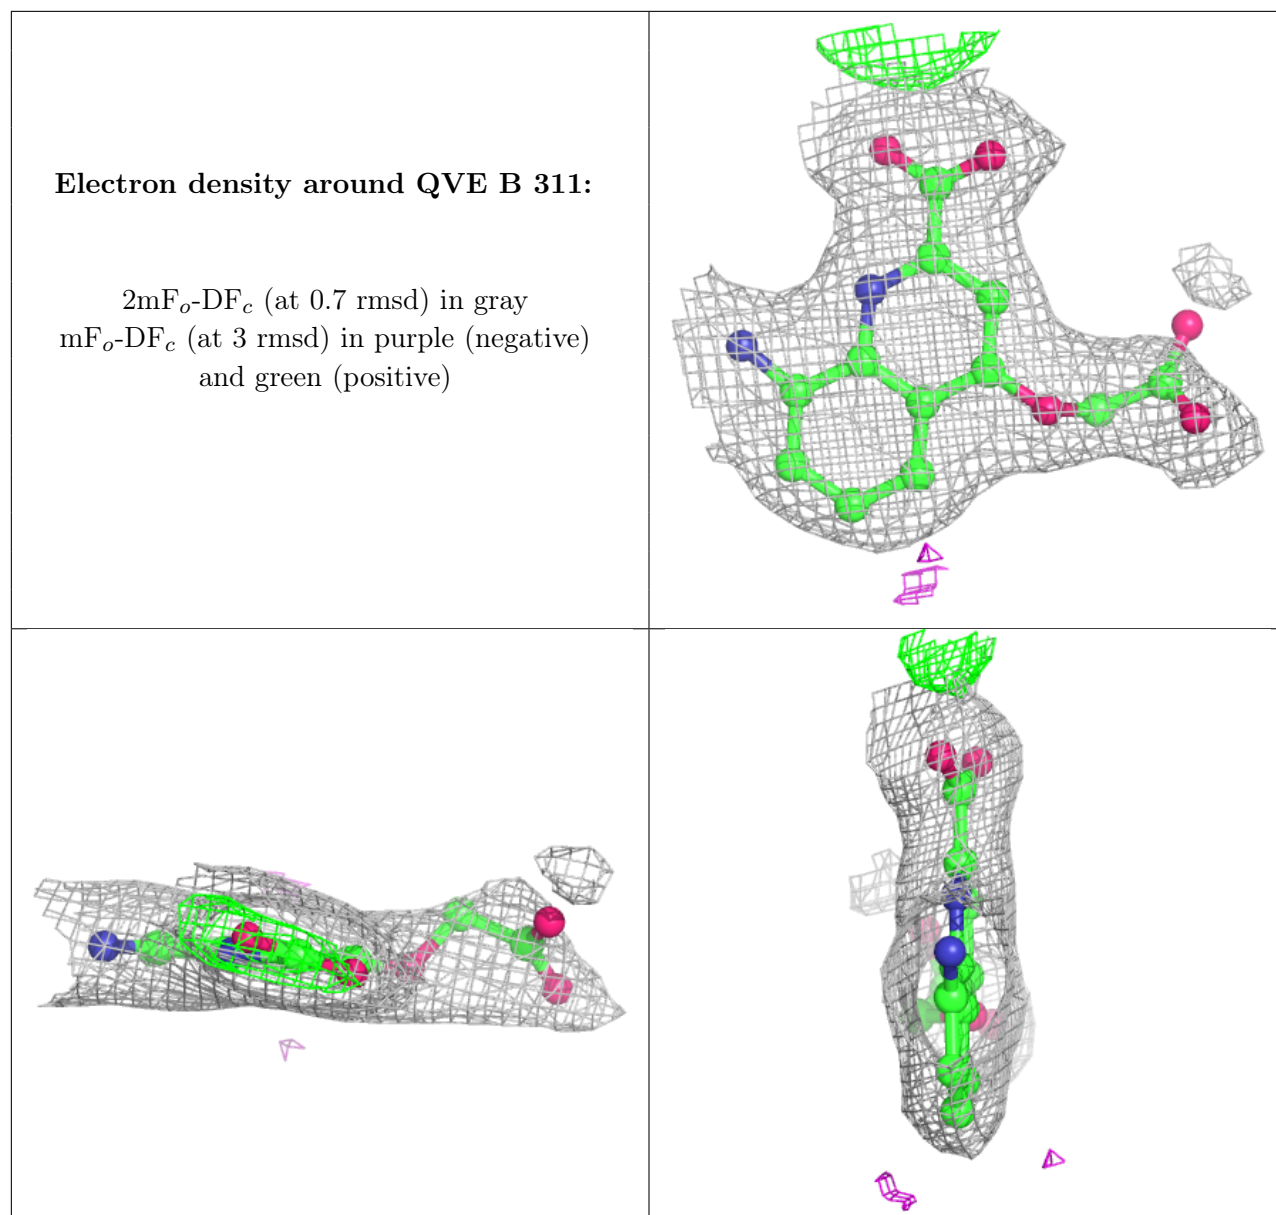 Electron density around QVE B 311:
2mFo-DFc (at 0.7 rmsd) in gray
mFo-DFc (at 3 rmsd) in purple (negative)
and green (positive)